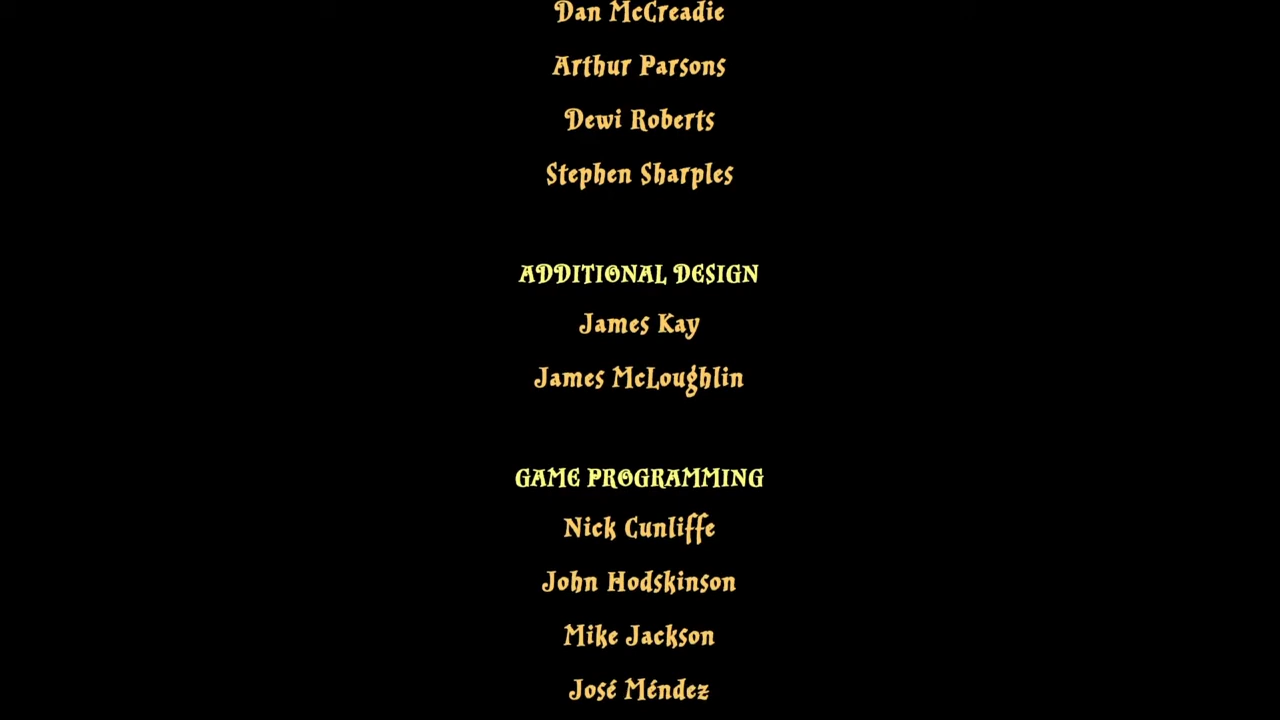 Dan McCreadie
Arthur Parsons
Dewi Roberts
Stephen Sharples
ADDITIONAL DESIGN
James Kay
James McLoughlin
GAME PROGRAMMING
Nick Cunliffe
John Hodskinson
Mike Jackson
José Méndez